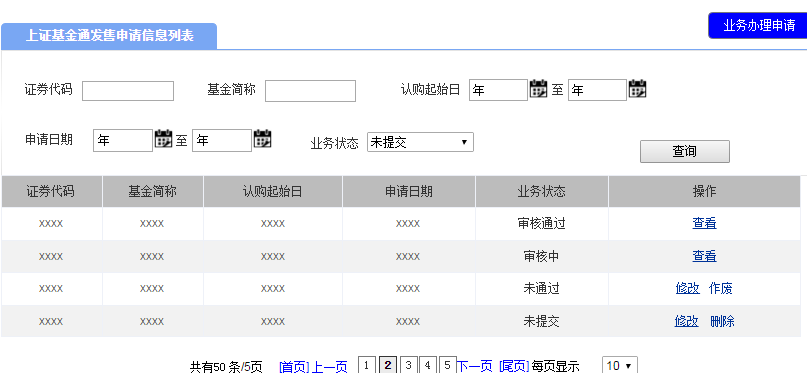 业务办理申请
上证基金通发售申请信息列表
证券代码 基金简称 认购起始日 年 至 年
申请日期 年 至 年 业务状态 未提交
查询
证券代码 基金简称 认购起始日 申请日期 业务状态 操作
xxxx xxxx xxxx xxxx 审核通过 查看
xxxx xxxx xxxx xxxx 审核中 查看
xxxx xxxx xxxx xxxx 未通过 修改 作废
xxxx xxxx xxxx xxxx 未提交 修改 删除
共有50 条/5页 [首页] 上一页 1 2 3 4 5 下一页 [尾页] 每页显示 10